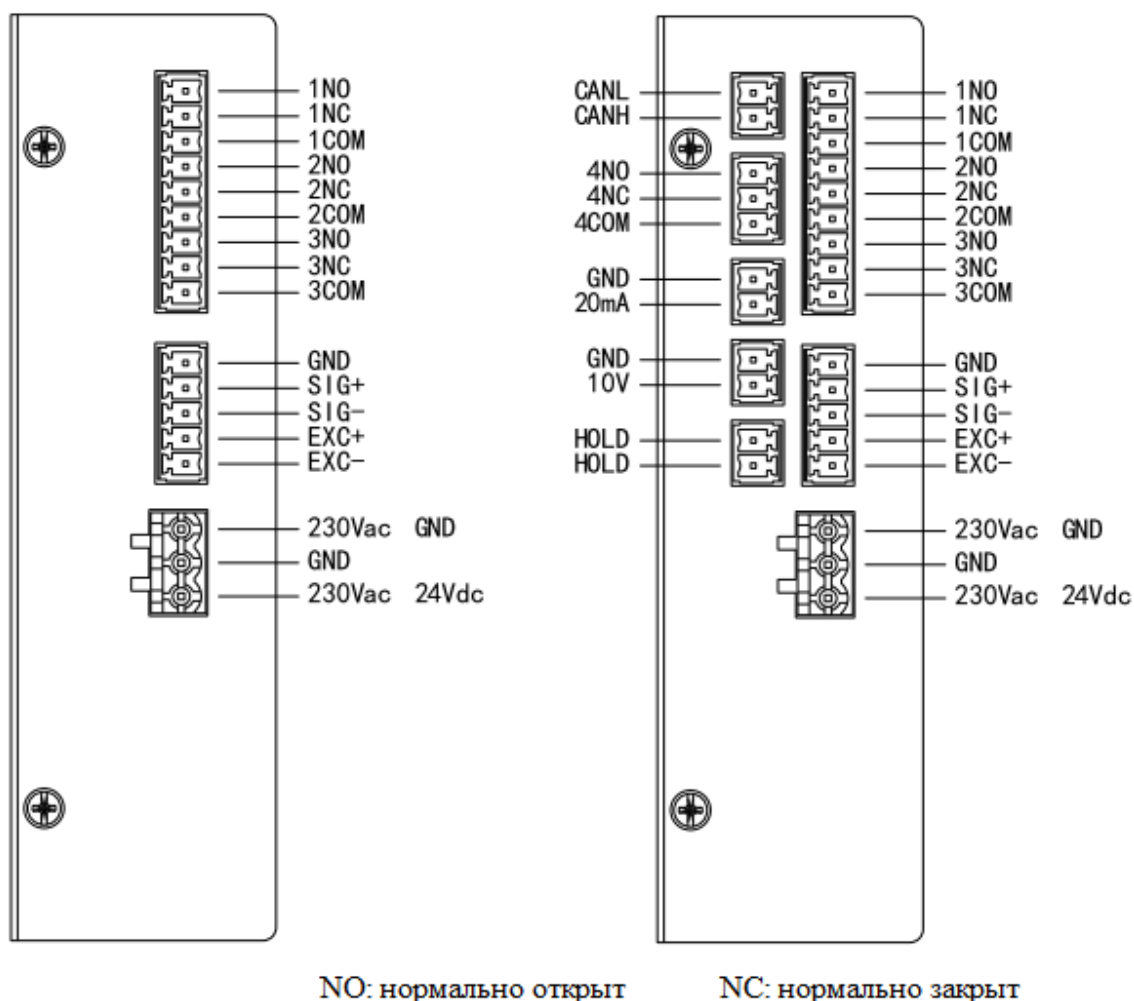 1NO
1NC
1COM
2NO
2NC
2COM
3NO
3NC
3COM
GND
SIG+
SIG-
EXC+
EXC-
230Vac GND
GND
230Vac 24Vdc
CANL
CANH
4NO
4NC
4COM
GND
20mA
GND
10V
HOLD
HOLD
1NO
1NC
1COM
2NO
2NC
2COM
3NO
3NC
3COM
GND
SIG+
SIG-
EXC+
EXC-
230Vac GND
GND
230Vac 24Vdc
NO: нормально открыт NC: нормально закрыт